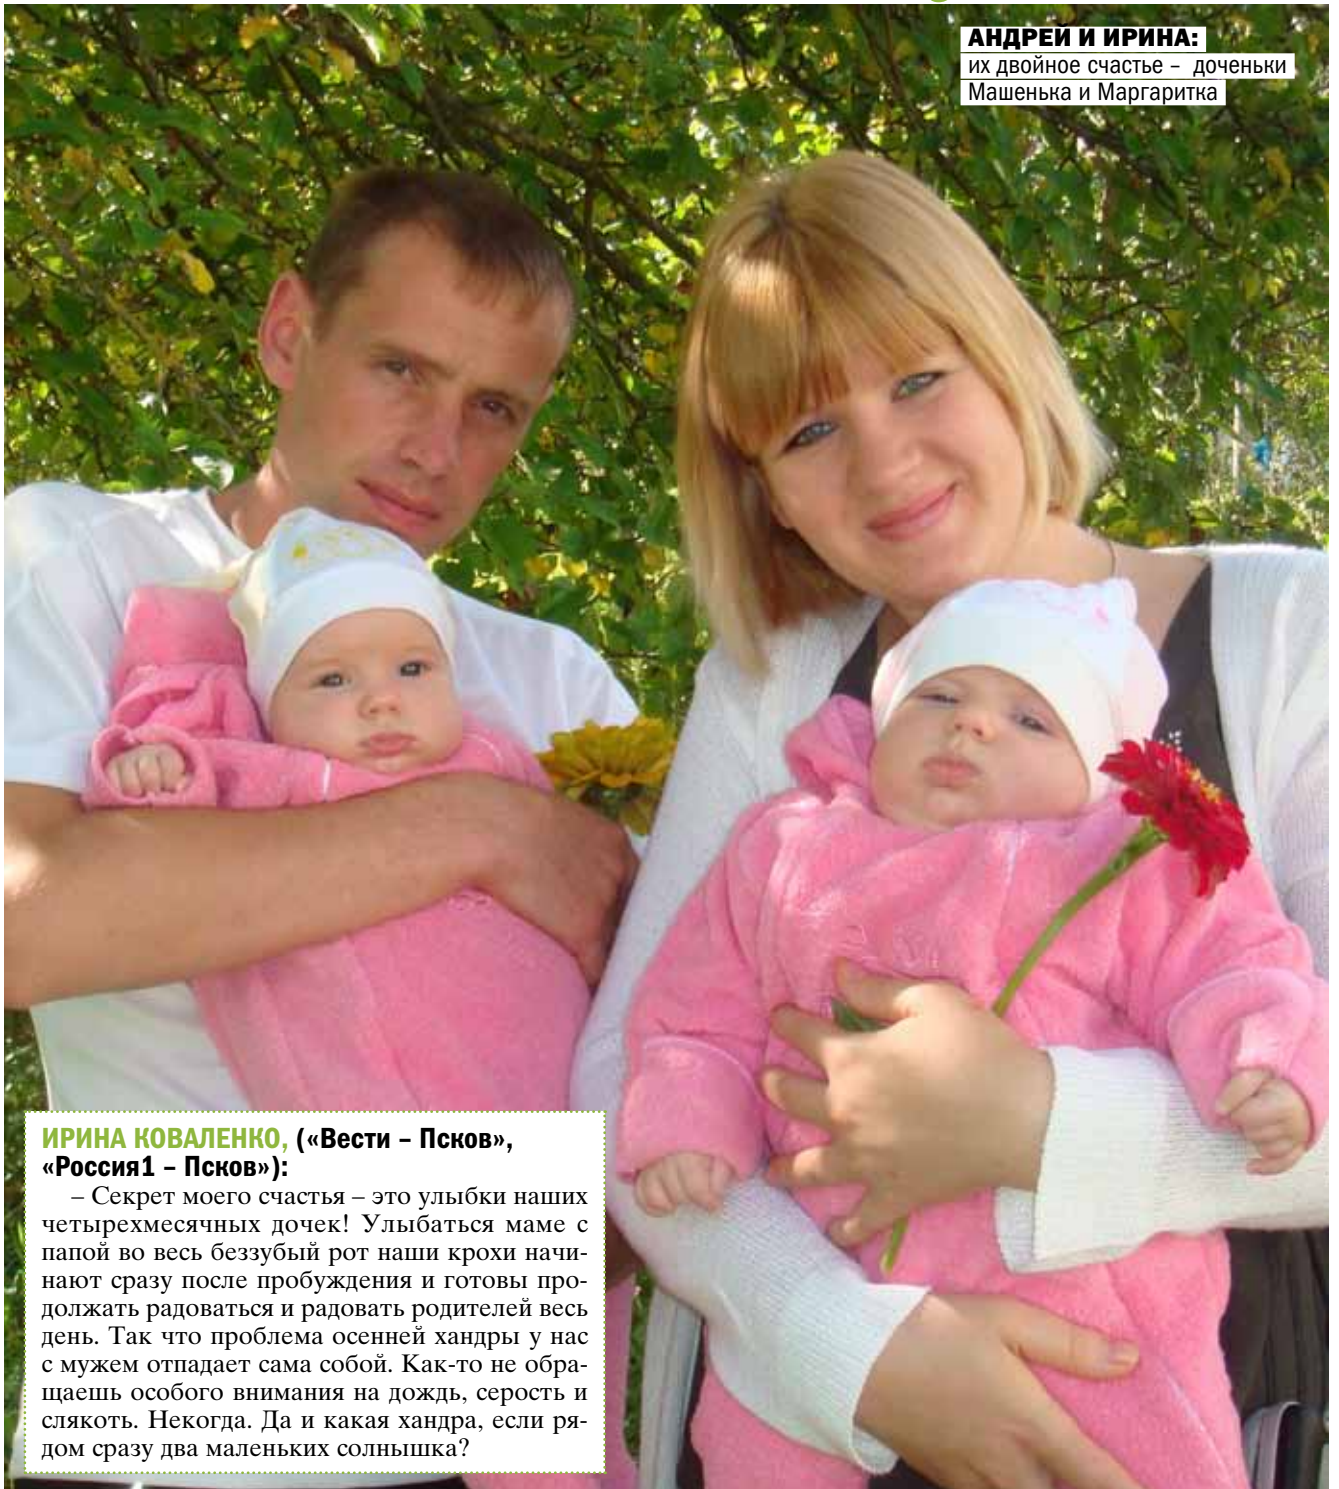 АНДРЕЙ И ИРИНА:
их двойное счастье – доченьки
Машенька и Маргаритка
ИРИНА КОВАЛЕНКО, («Вести – Псков»,
«Россия1 – Псков»):
– Секрет моего счастья – это улыбки наших
четырехмесячных дочек! Улыбаться маме с
папой во весь беззубый рот наши крохи начи-
нают сразу после пробуждения и готовы про-
должать радоваться и радовать родителей весь
день. Так что проблема осенней хандры у нас
с мужем отпадает сама собой. Как-то не обра-
щаешь особого внимания на дождь, серость и
слякоть. Некогда. Да и какая хандра, если ря-
дом сразу два маленьких солнышка?